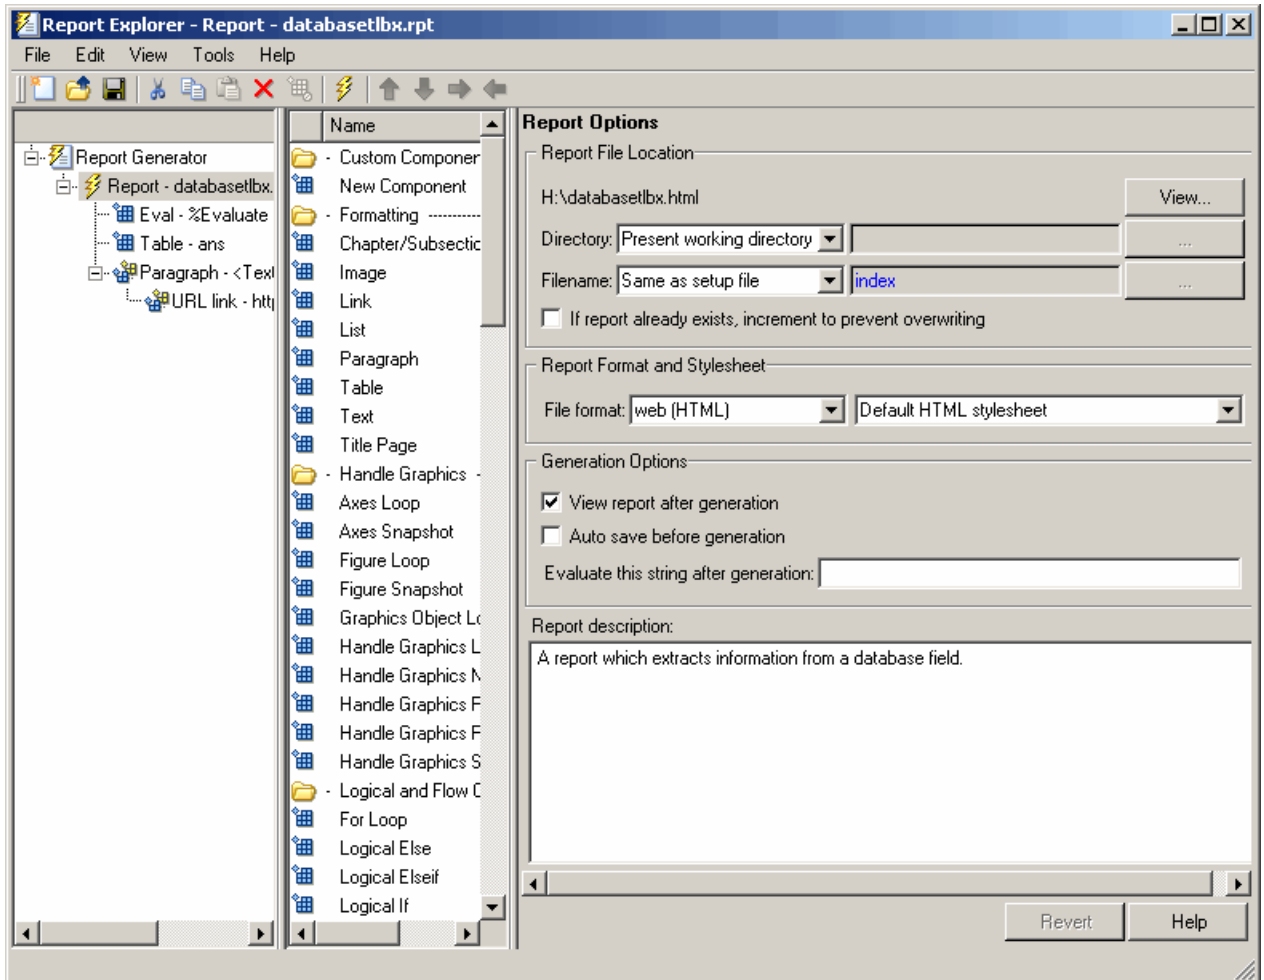 Report Explorer - Report - databasetlbx.rpt
File Edit View Tools Help
Report Generator
Report - databasetlbx.
Eval - %Evaluate
Table - ans
Paragraph - <Text
URL link - http
Name
- Custom Componen
New Component
- Formatting -----------
Chapter/Subsectio
Image
Link
List
Paragraph
Table
Text
Title Page
- Handle Graphics -
Axes Loop
Axes Snapshot
Figure Loop
Figure Snapshot
Graphics Object Lo
Handle Graphics L
Handle Graphics N
Handle Graphics P
Handle Graphics P
Handle Graphics S
- Logical and Flow C
For Loop
Logical Else
Logical Elseif
Logical If
Report Options
Report File Location
H:\databasetlbx.html
View...
Directory: Present working directory ...
Filename: Same as setup file index ...
If report already exists, increment to prevent overwriting
Report Format and Stylesheet
File format: web (HTML) Default HTML stylesheet
Generation Options
View report after generation
Auto save before generation
Evaluate this string after generation:
Report description:
A report which extracts information from a database field.
Revert Help